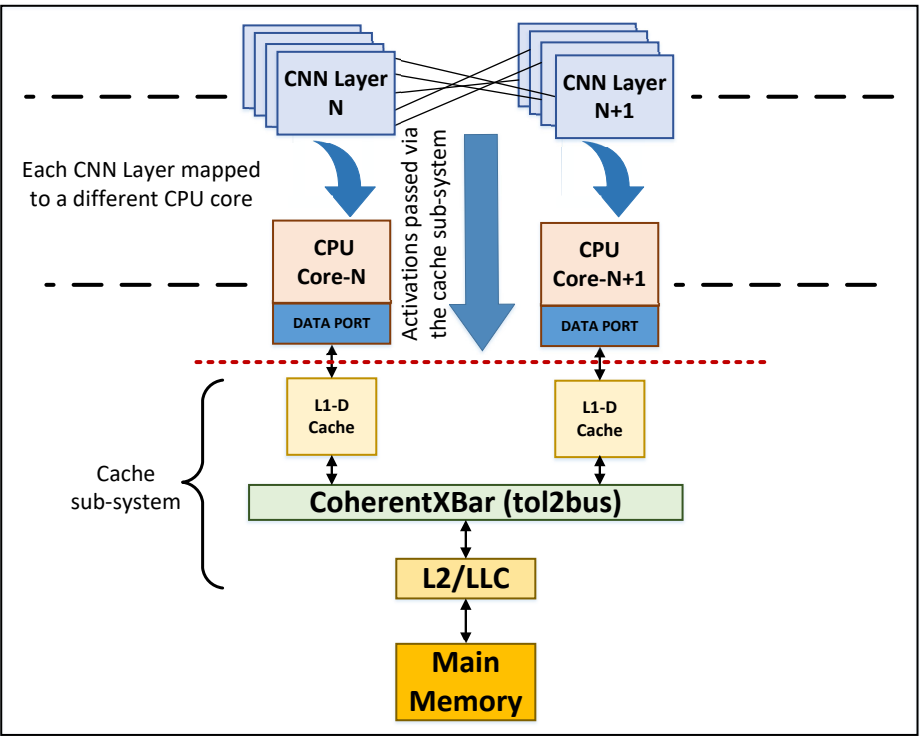 CNN Layer
N
CNN Layer
N+1
Each CNN Layer mapped
to a different CPU core
Activations passed via
the cache sub-system
CPU
Core-N
CPU
Core-N+1
DATA PORT
DATA PORT
L1-D
Cache
L1-D
Cache
Cache
sub-system
CoherentXBar (tol2bus)
L2/LLC
Main
Memory